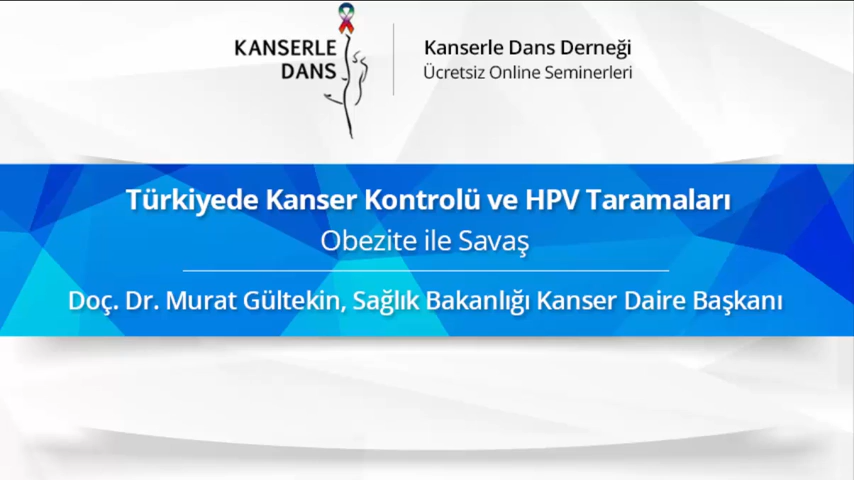 KANSERLE
DANS
Kanserle Dans Derneği
Ücretsiz Online Seminerleri
Türkiyede Kanser Kontrolü ve HPV Taramaları
Obezite ile Savaş
Doç. Dr. Murat Gültekin, Sağlık Bakanlığı Kanser Daire Başkanı